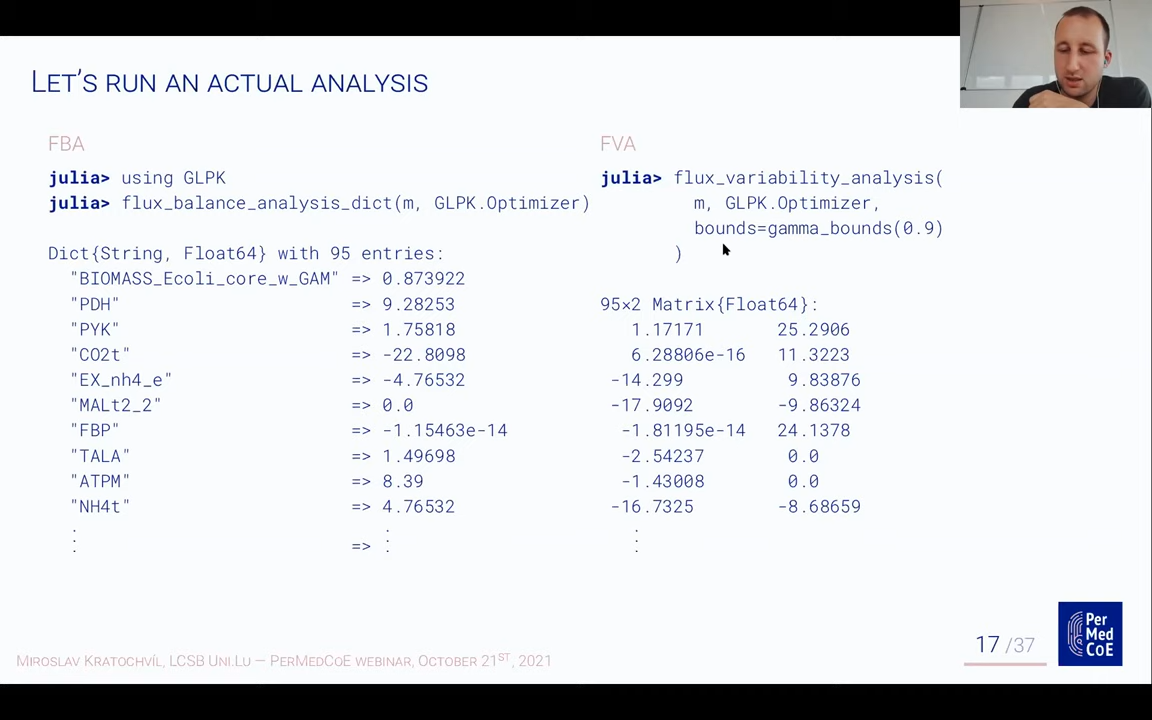 LET'S RUN AN ACTUAL ANALYSIS
FBA
julia> using GLPK
julia> flux_balance_analysis_dict(m, GLPK.Optimizer)
Dict{String, Float64} with 95 entries:
"BIOMASS_Ecoli_core_w_GAM" => 0.873922
"PDH" => 9.28253
"PYK" => 1.75818
"CO2t" => -22.8098
"EX_nh4_e" => -4.76532
"MALt2_2" => 0.0
"FBP" => -1.15463e-14
"TALA" => 1.49698
"ATPM" => 8.39
"NH4t" => 4.76532
⋮ => ⋮
FVA
julia> flux_variability_analysis(
m, GLPK.Optimizer,
bounds=gamma_bounds(0.9)
)
95×2 Matrix{Float64}:
1.17171 25.2906
6.28806e-16 11.3223
-14.299 9.83876
-17.9092 -9.86324
-1.81195e-14 24.1378
-2.54237 0.0
-1.43008 0.0
-16.7325 -8.68659
⋮
MIROSLAV KRATOCHVÍL, LCSB UNI.LU — PERMEDCOE WEBINAR, OCTOBER 21ST, 2021
17 /37
Per
Med
CoE